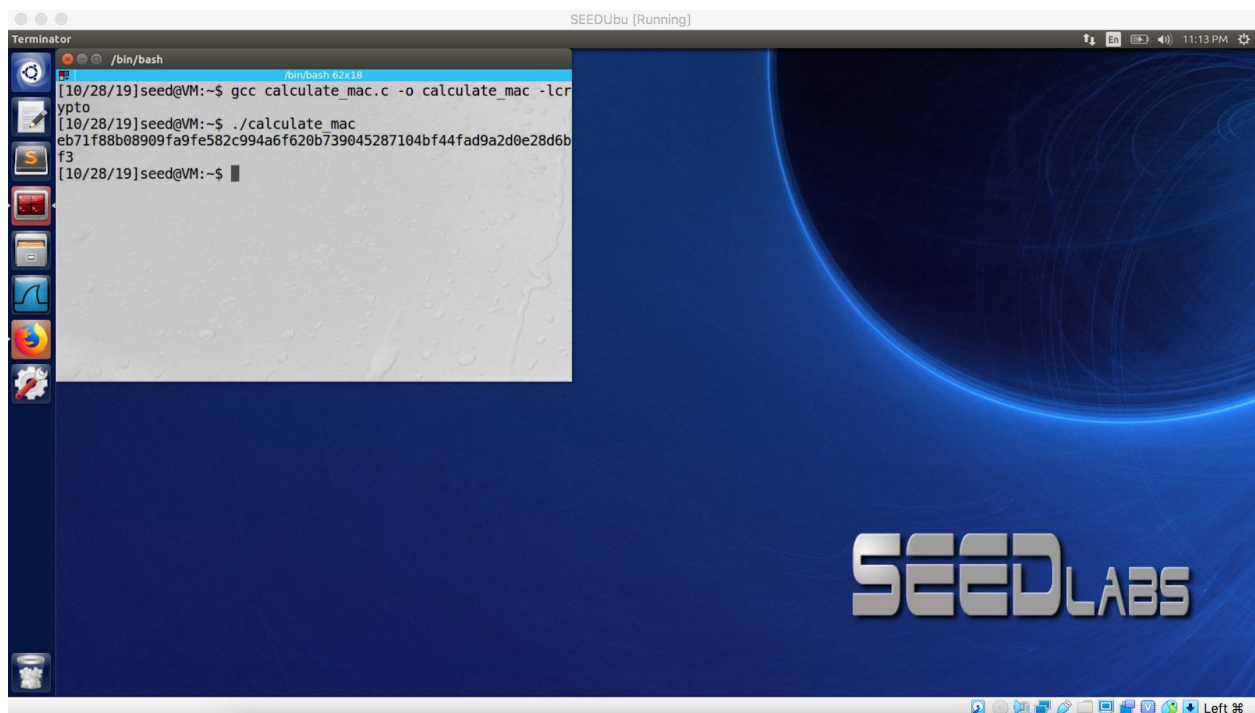 SEEDUbu [Running]
Terminator
En
11:13 PM
/bin/bash
/bin/bash 62x18
[10/28/19]seed@VM:~$ gcc calculate_mac.c -o calculate_mac -lcr
ypto
[10/28/19]seed@VM:~$ ./calculate_mac
eb71f88b08909fa9fe582c994a6f620b739045287104bf44fad9a2d0e28d6b
f3
[10/28/19]seed@VM:~$
S
SEEDLABS
V
Left ⌘